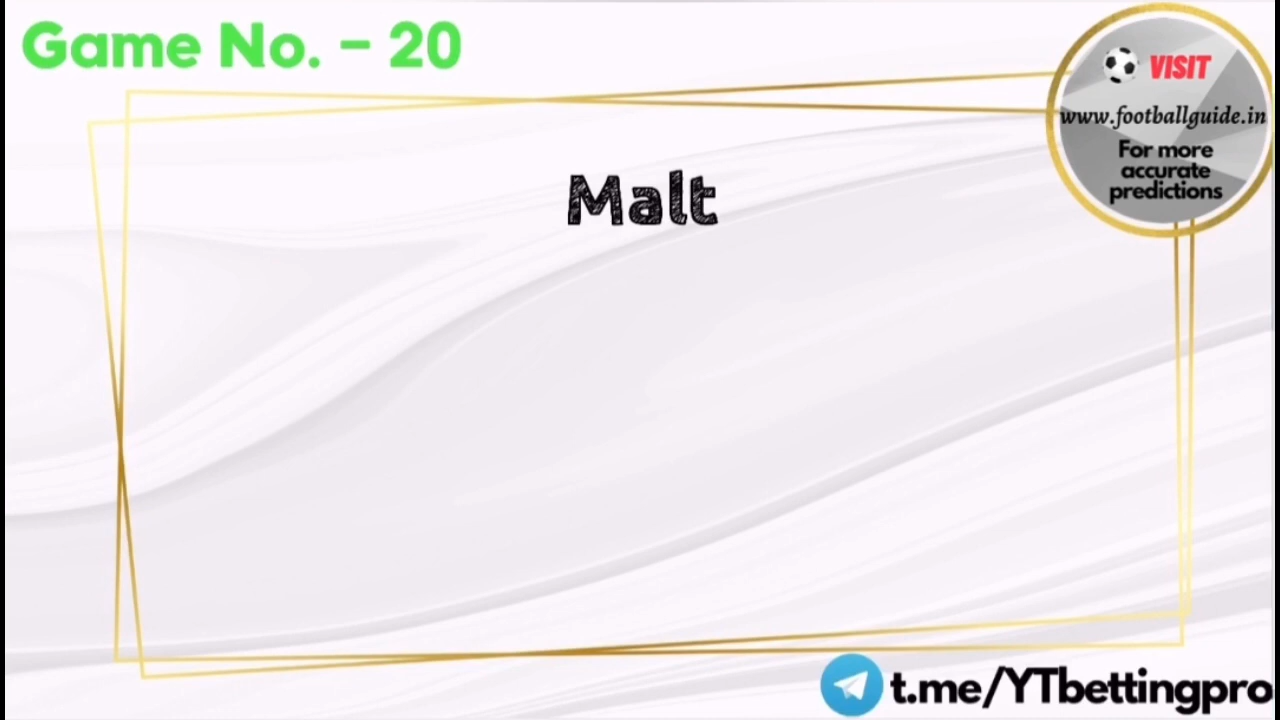 Game No. - 20
VISIT
www.footballguide.in
For more
accurate
predictions
Malt
t.me/YTbettingpro